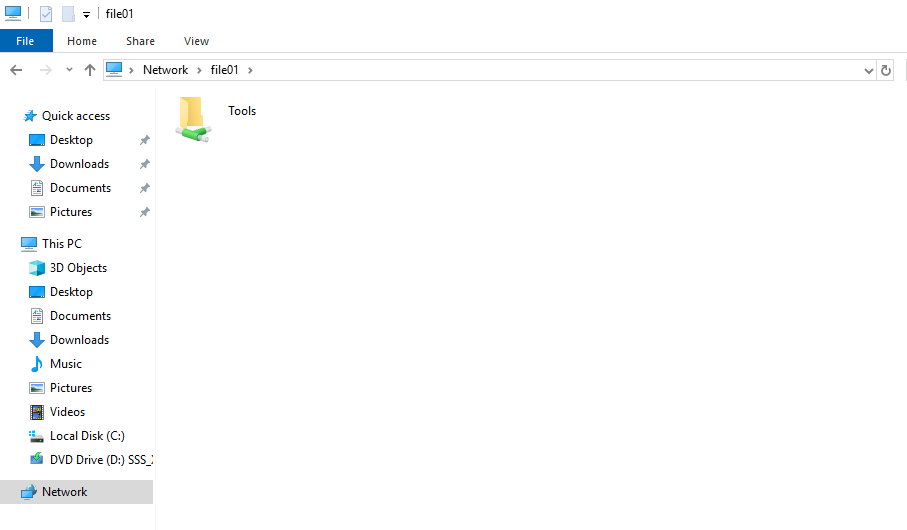 file01
File Home Share View
Network file01
Quick access
Desktop
Downloads
Documents
Pictures
This PC
3D Objects
Desktop
Documents
Downloads
Music
Pictures
Videos
Local Disk (C:)
DVD Drive (D:) SSS_
Network
Tools